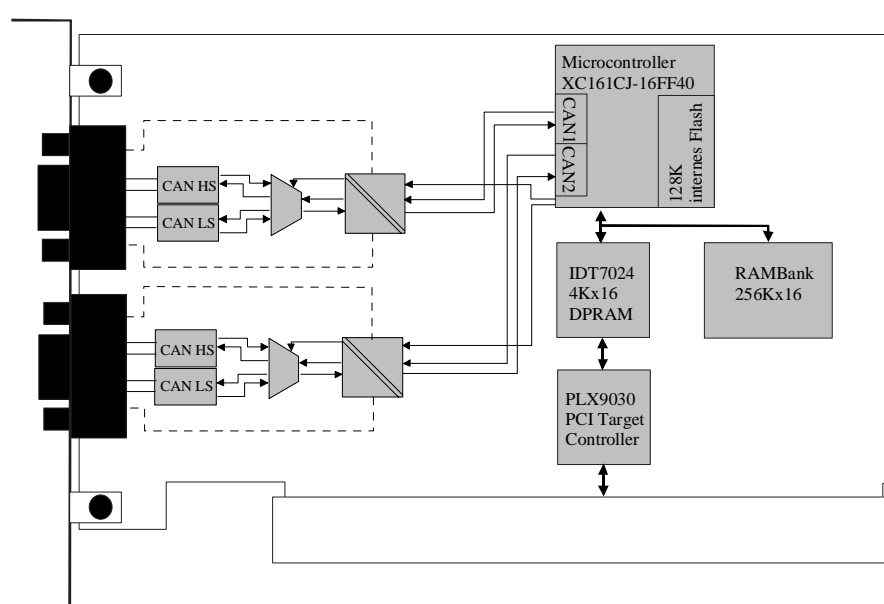 Microcontroller
XC161CJ-16FF40
CAN1
CAN2
128K
internes Flash
CAN HS
CAN LS
IDT7024
4Kx16
DPRAM
RAMBank
256Kx16
CAN HS
CAN LS
PLX9030
PCI Target
Controller